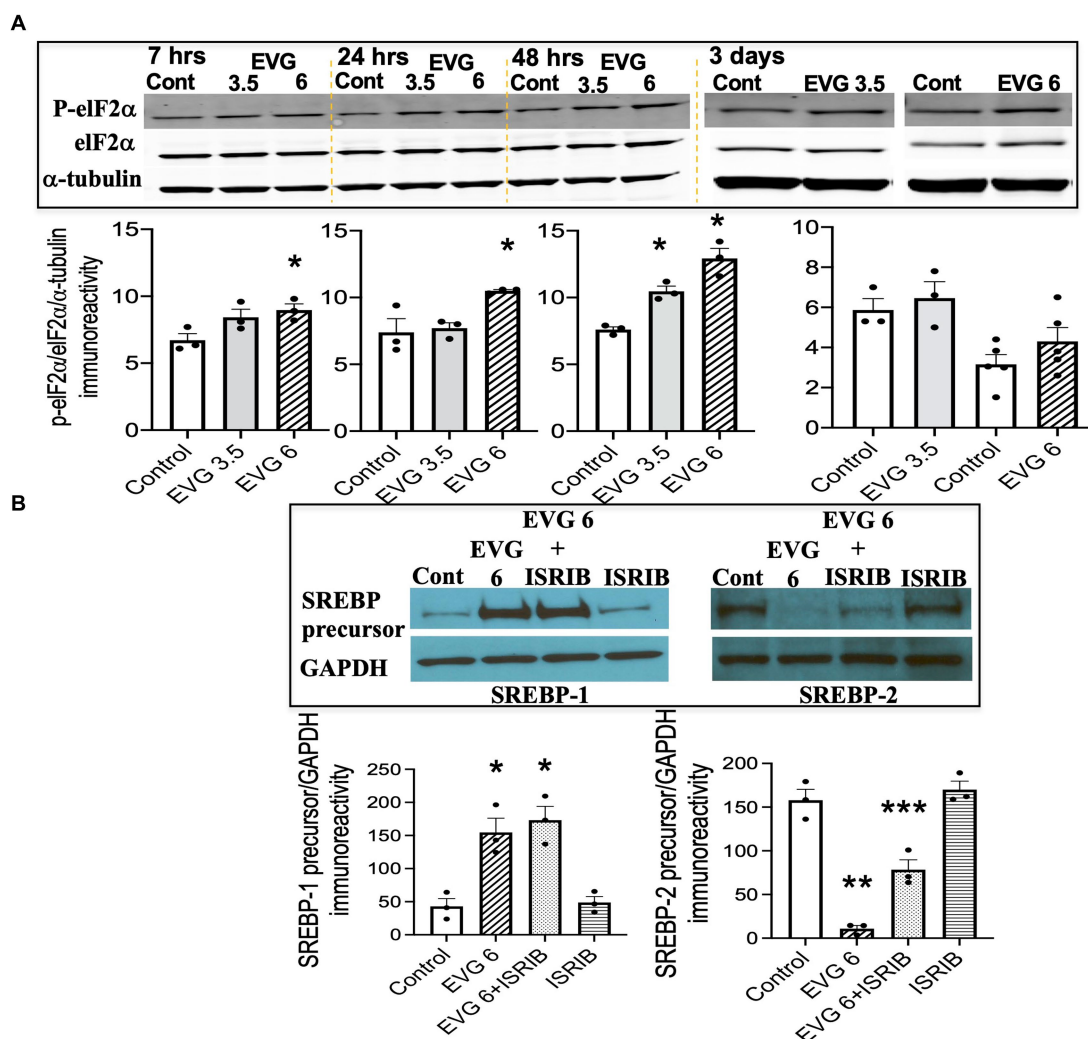 A
7 hrs EVG 24 hrs EVG 48 hrs EVG 3 days
Cont 3.5 6 Cont 3.5 6 Cont 3.5 6 Cont EVG 3.5 Cont EVG 6
P-eIF2α
eIF2α
α-tubulin
p-eIF2α/eIF2α/α-tubulin
immunoreactivity
15
10
5
0
*
Control
EVG 3.5
EVG 6
15
10
5
0
*
Control
EVG 3.5
EVG 6
15
10
5
0
*
*
Control
EVG 3.5
EVG 6
10
8
6
4
2
0
Control
EVG 3.5
Control
EVG 6
B
EVG 6 EVG 6
EVG + EVG +
Cont 6 ISRIB ISRIB Cont 6 ISRIB ISRIB
SREBP
precursor
GAPDH
SREBP-1 SREBP-2
SREBP-1 precursor/GAPDH
immunoreactivity
250
200
150
100
50
0
*
*
Control
EVG 6
EVG 6+ISRIB
ISRIB
SREBP-2 precursor/GAPDH
immunoreactivity
200
150
100
50
0
**
***
Control
EVG 6
EVG 6+ISRIB
ISRIB